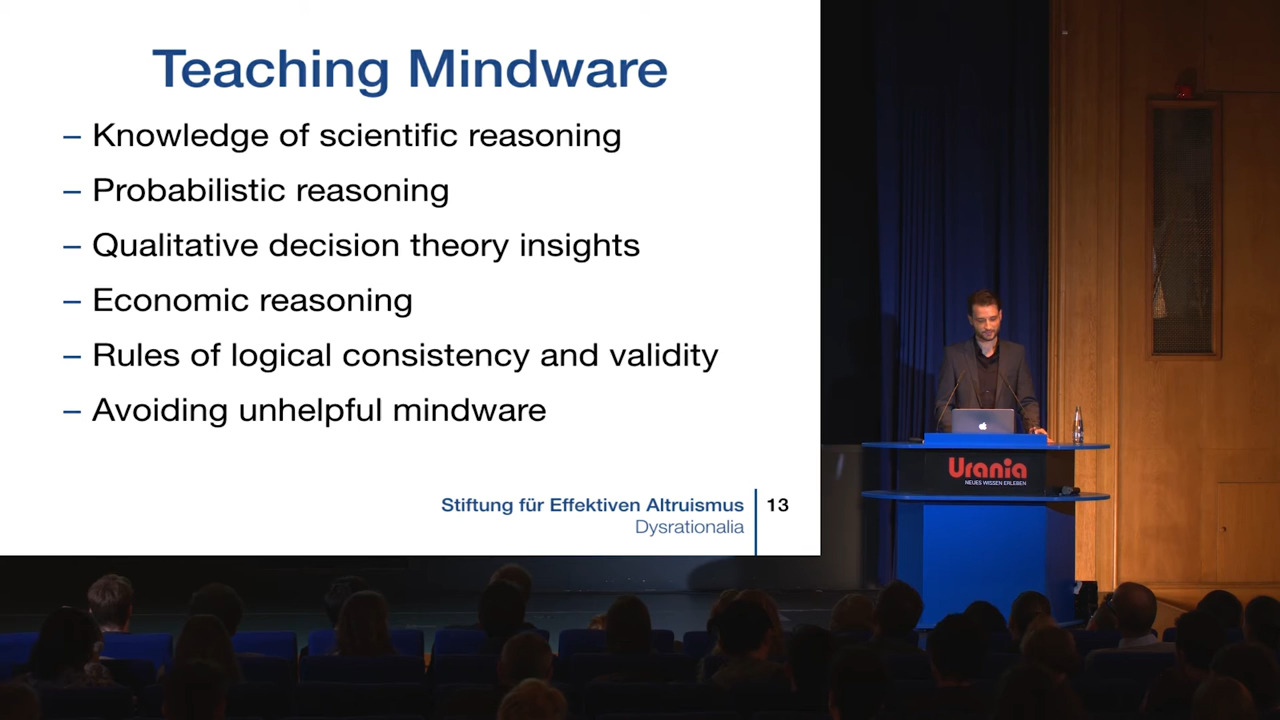 Teaching Mindware
– Knowledge of scientific reasoning
– Probabilistic reasoning
– Qualitative decision theory insights
– Economic reasoning
– Rules of logical consistency and validity
– Avoiding unhelpful mindware
Stiftung für Effektiven Altruismus
Dysrationalia
13
Urania
NEUES WISSEN ERLEBEN